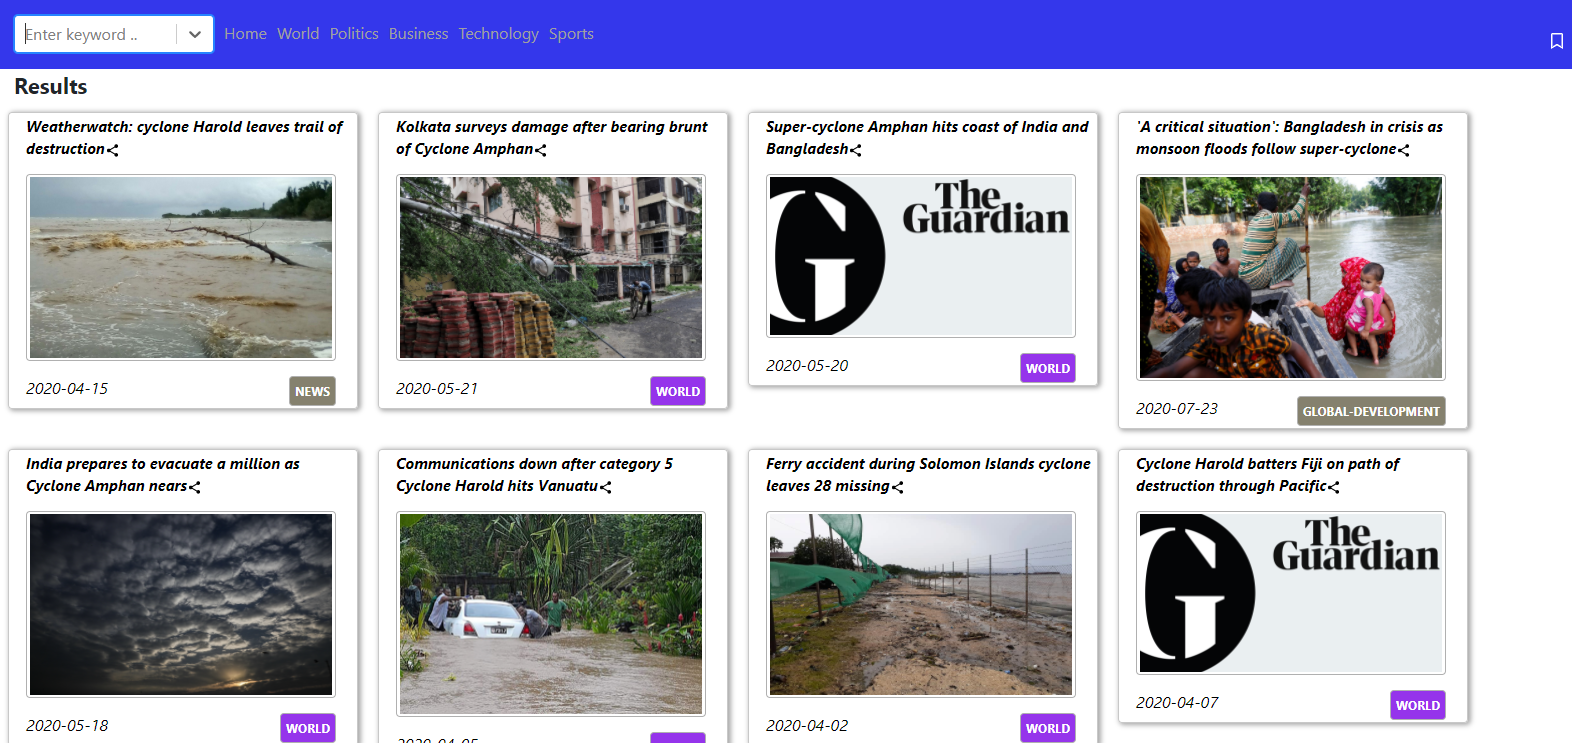 Enter keyword ..
Home World Politics Business Technology Sports
Results
Weatherwatch: cyclone Harold leaves trail of
destruction
2020-04-15
NEWS
Kolkata surveys damage after bearing brunt
of Cyclone Amphan
2020-05-21
WORLD
Super-cyclone Amphan hits coast of India and
Bangladesh
G
The
Guardian
2020-05-20
WORLD
'A critical situation': Bangladesh in crisis as
monsoon floods follow super-cyclone
2020-07-23
GLOBAL-DEVELOPMENT
India prepares to evacuate a million as
Cyclone Amphan nears
2020-05-18
WORLD
Communications down after category 5
Cyclone Harold hits Vanuatu
2020-04-05
Ferry accident during Solomon Islands cyclone
leaves 28 missing
2020-04-02
WORLD
Cyclone Harold batters Fiji on path of
destruction through Pacific
G
The
Guardian
2020-04-07
WORLD